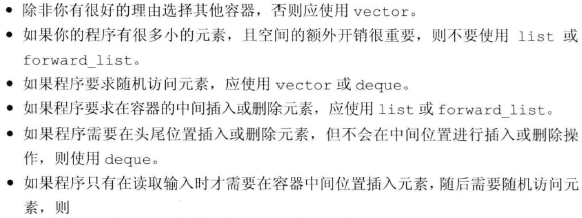 • 除非你有很好的理由选择其他容器，否则应使用 vector。
• 如果你的程序有很多小的元素，且空间的额外开销很重要，则不要使用 list 或
forward_list。
• 如果程序要求随机访问元素，应使用 vector 或 deque。
• 如果程序要求在容器的中间插入或删除元素，应使用 list 或 forward_list。
• 如果程序需要在头尾位置插入或删除元素，但不会在中间位置进行插入或删除操
作，则使用 deque。
• 如果程序只有在读取输入时才需要在容器中间位置插入元素，随后需要随机访问元
素，则